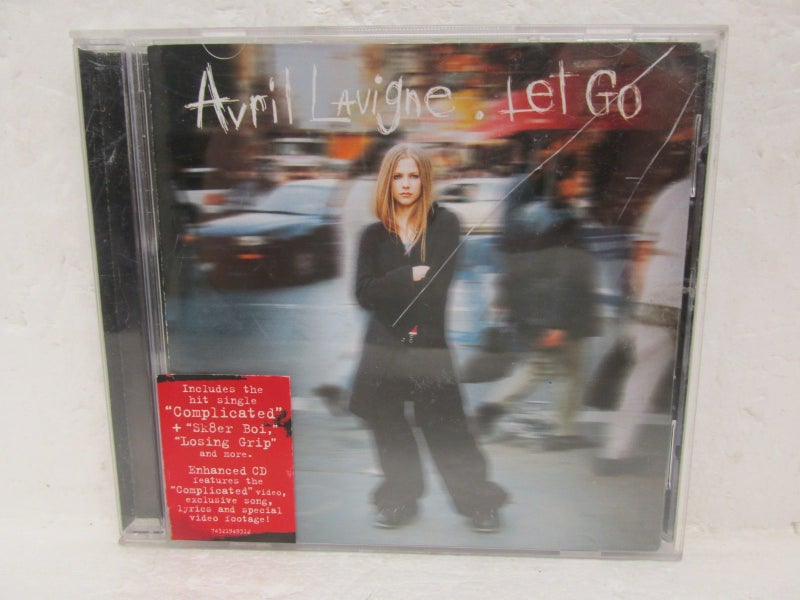 Avril Lavigne . Let Go
Includes the
hit single
"Complicated"
+ "Sk8er Boi,"
"Losing Grip"
and more.
Enhanced CD
features the
"Complicated" video,
exclusive song,
lyrics and special
video footage!
74321949312